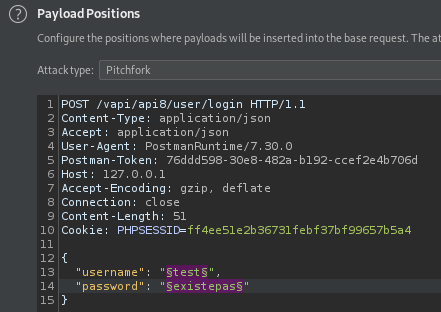 ? Payload Positions
Configure the positions where payloads will be inserted into the base request. The at
Attack type: Pitchfork
1 POST /vapi/api8/user/login HTTP/1.1
2 Content-Type: application/json
3 Accept: application/json
4 User-Agent: PostmanRuntime/7.30.0
5 Postman-Token: 76ddd598-30e8-482a-b192-ccef2e4b706d
6 Host: 127.0.0.1
7 Accept-Encoding: gzip, deflate
8 Connection: close
9 Content-Length: 51
10 Cookie: PHPSESSID=ff4ee51e2b36731febf37bf99657b5a4
11
12 {
13 "username": "§test§",
14 "password": "§existepas§"
15 }